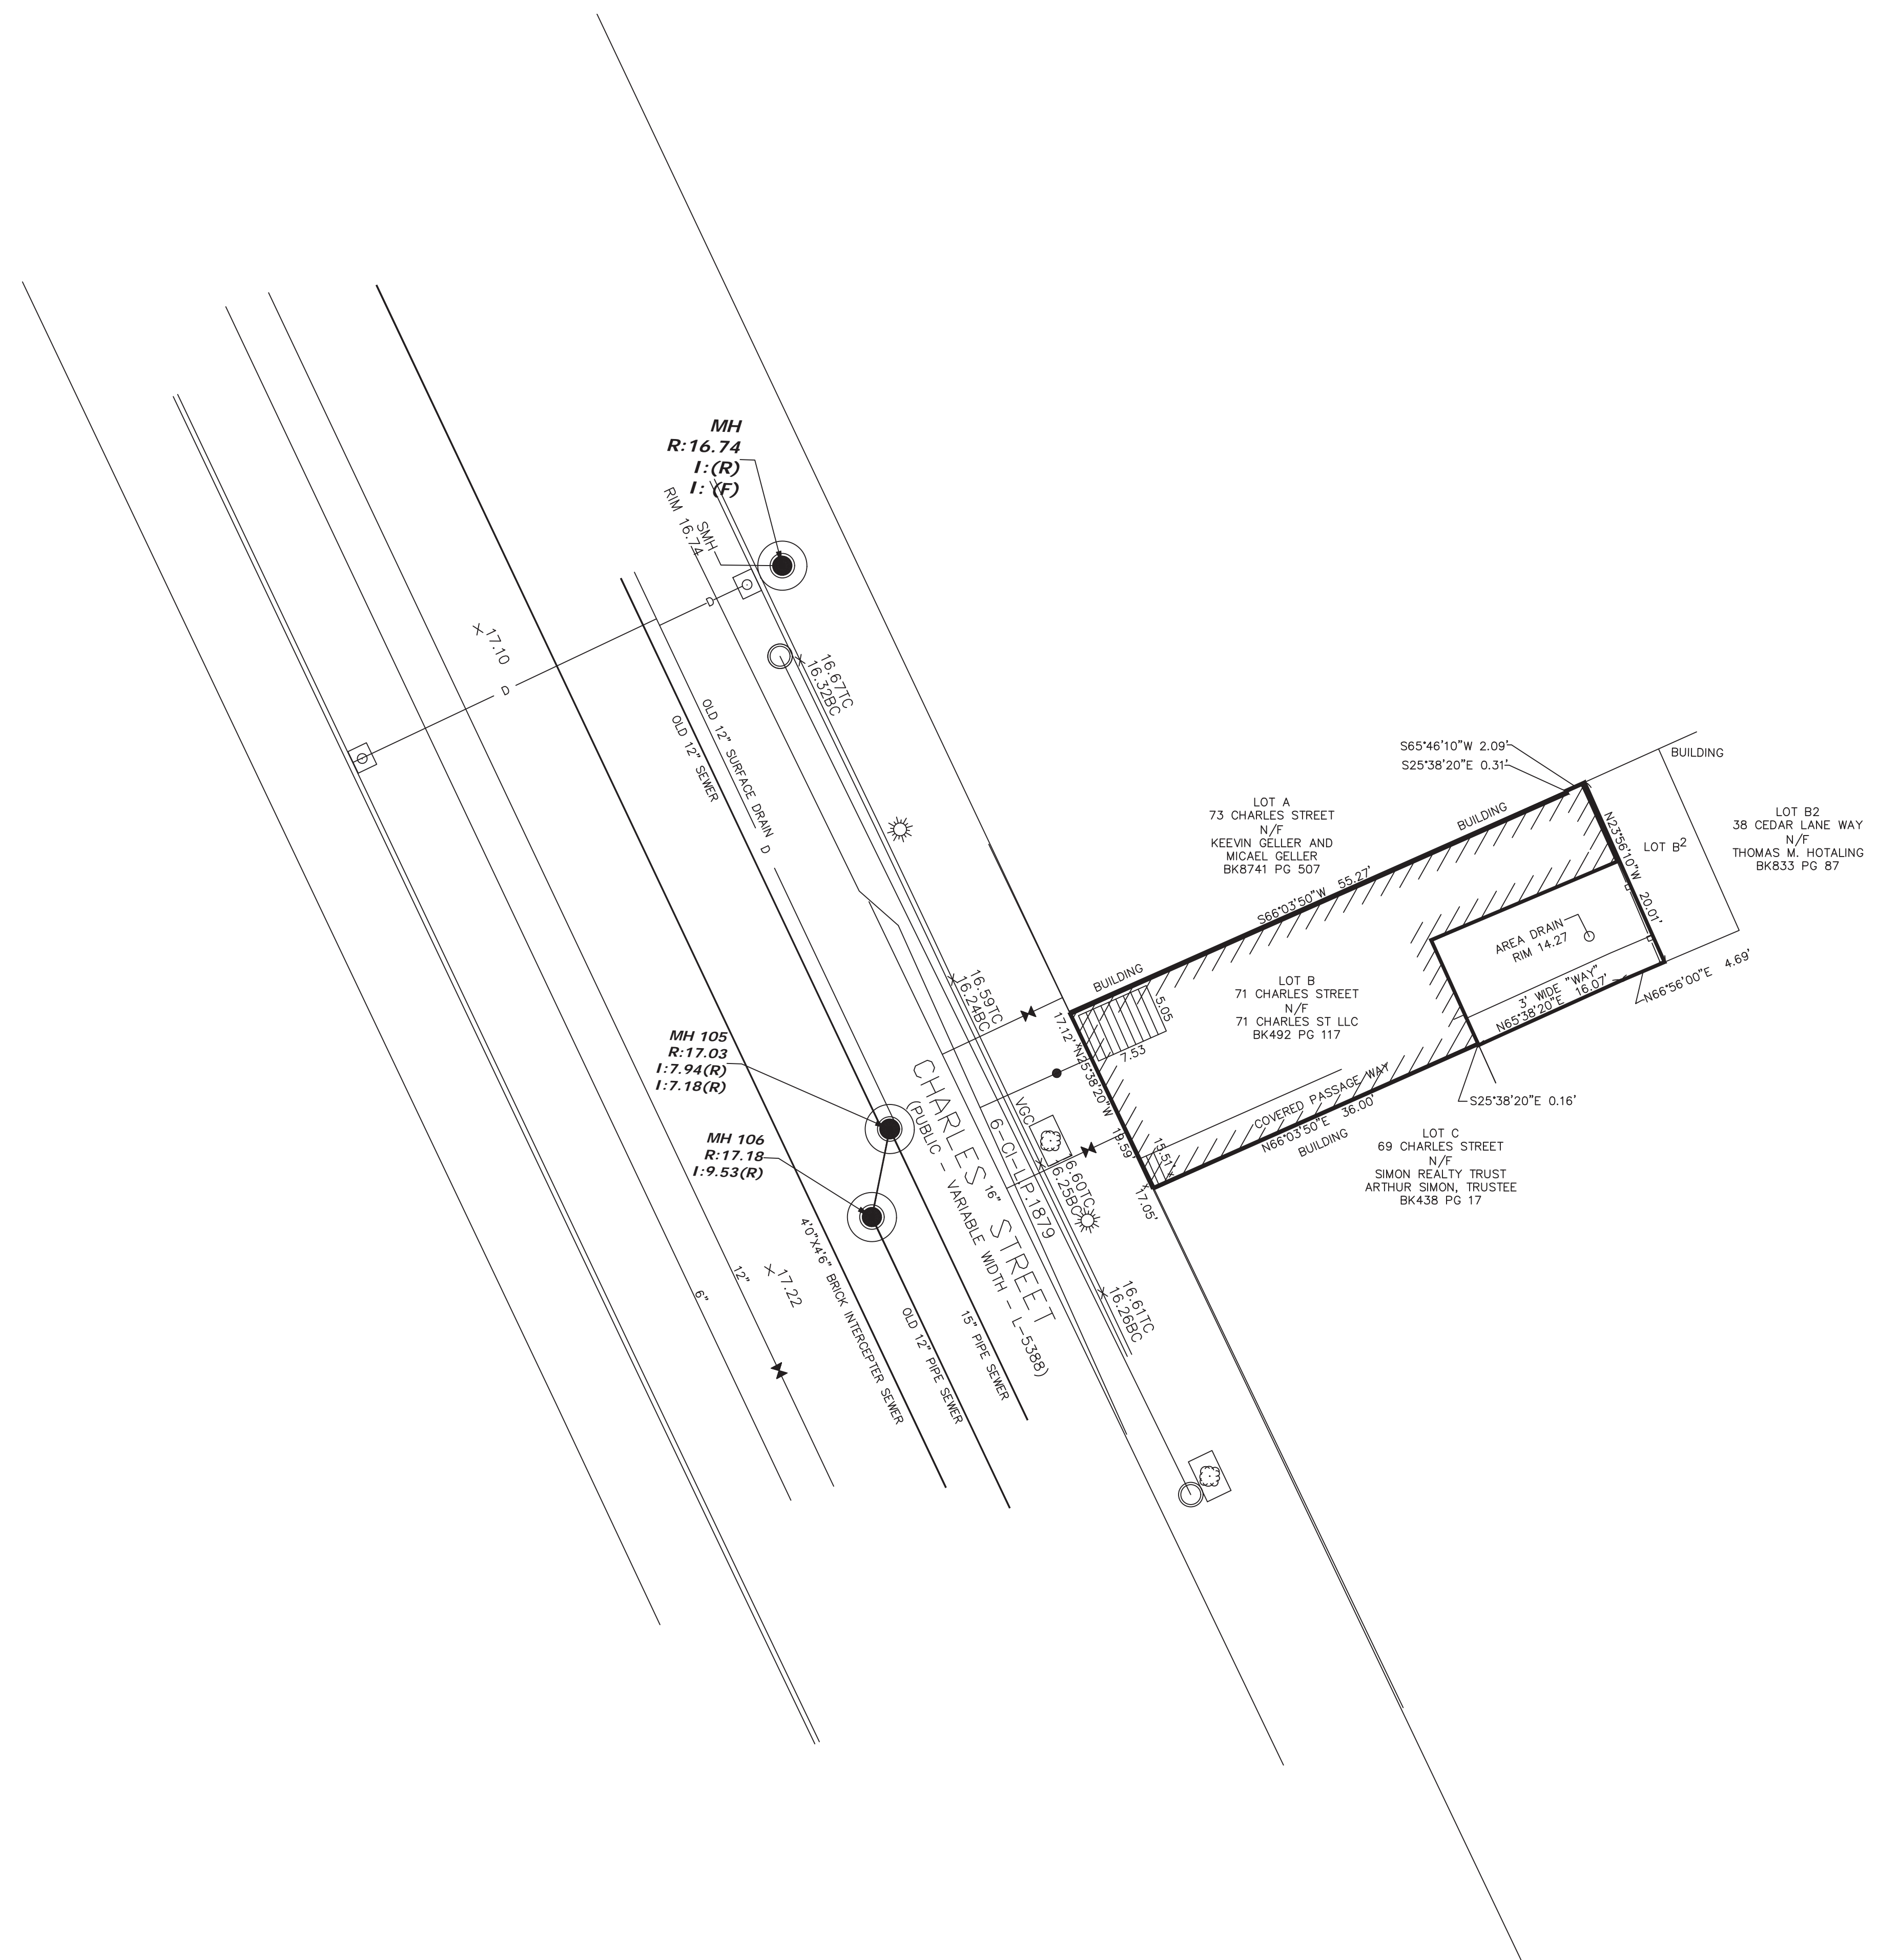 MH
R:16.74
I:(R)
I: (F)
RIM 16.74
SMH
D
X 17.10
D
16.67TC
16.32BC
OLD 12" SURFACE DRAIN
D
OLD 12" SEWER
S65°46'10"W 2.09'
S25°38'20"E 0.31'
BUILDING
LOT A
73 CHARLES STREET
N/F
KEEVIN GELLER AND
MICAEL GELLER
BK8741 PG 507
BUILDING
N23°56'10"W 20.01'
LOT B2
LOT B2
38 CEDAR LANE WAY
N/F
THOMAS M. HOTALING
BK833 PG 87
S66°03'50"W 55.27'
AREA DRAIN
RIM 14.27
3' WIDE "WAY"
N65°38'20"E 16.07'
N66°56'00"E 4.69'
BUILDING
LOT B
71 CHARLES STREET
N/F
71 CHARLES ST LLC
BK492 PG 117
5.05
7.53
17.12'
N25°38'20"W
19.59'
15.51'
17.05'
16.59TC
16.24BC
MH 105
R:17.03
I:7.94(R)
I:7.18(R)
MH 106
R:17.18
I:9.53(R)
CHARLES STREET
(PUBLIC - VARIABLE WIDTH - L-5388)
16"
6-CI-LP.1879
VGC
6.60TC
6.25BC
COVERED PASSAGE WAY
N66°03'50"E 36.00'
BUILDING
S25°38'20"E 0.16'
LOT C
69 CHARLES STREET
N/F
SIMON REALTY TRUST
ARTHUR SIMON, TRUSTEE
BK438 PG 17
4'0"X4'6" BRICK INTERCEPTER SEWER
12"
X 17.22
6"
OLD 12" PIPE SEWER
15" PIPE SEWER
16.61TC
16.26BC